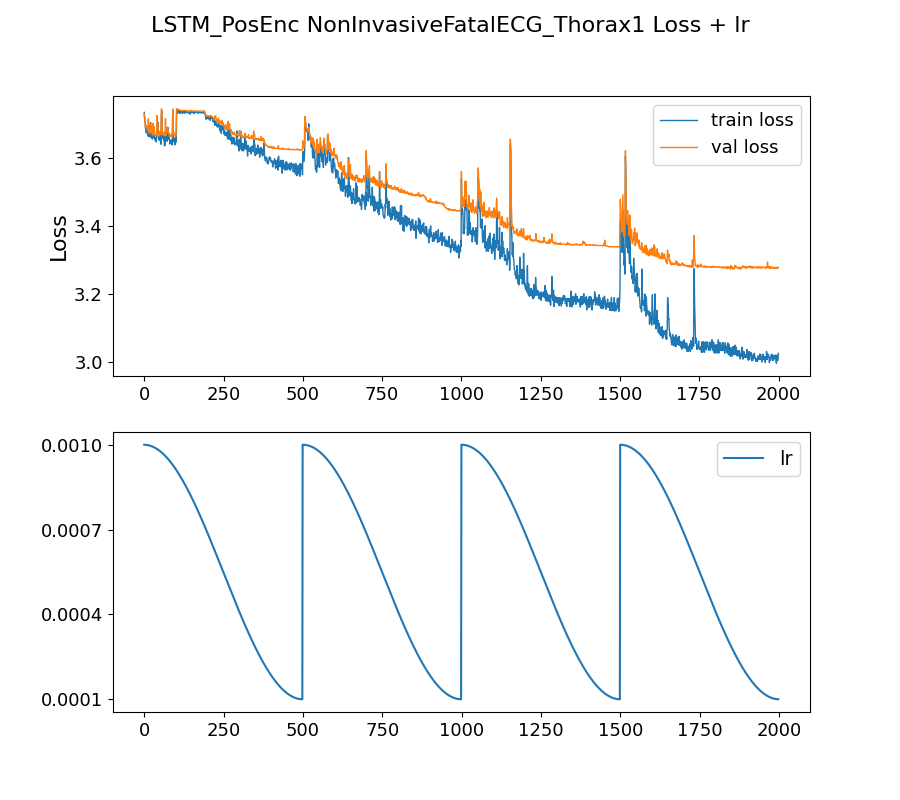 LSTM_PosEnc NonInvasiveFatalECG_Thorax1 Loss + lr
train loss
val loss
Loss
3.6
3.4
3.2
3.0
0 250 500 750 1000 1250 1500 1750 2000
lr
0.0010
0.0007
0.0004
0.0001
0 250 500 750 1000 1250 1500 1750 2000